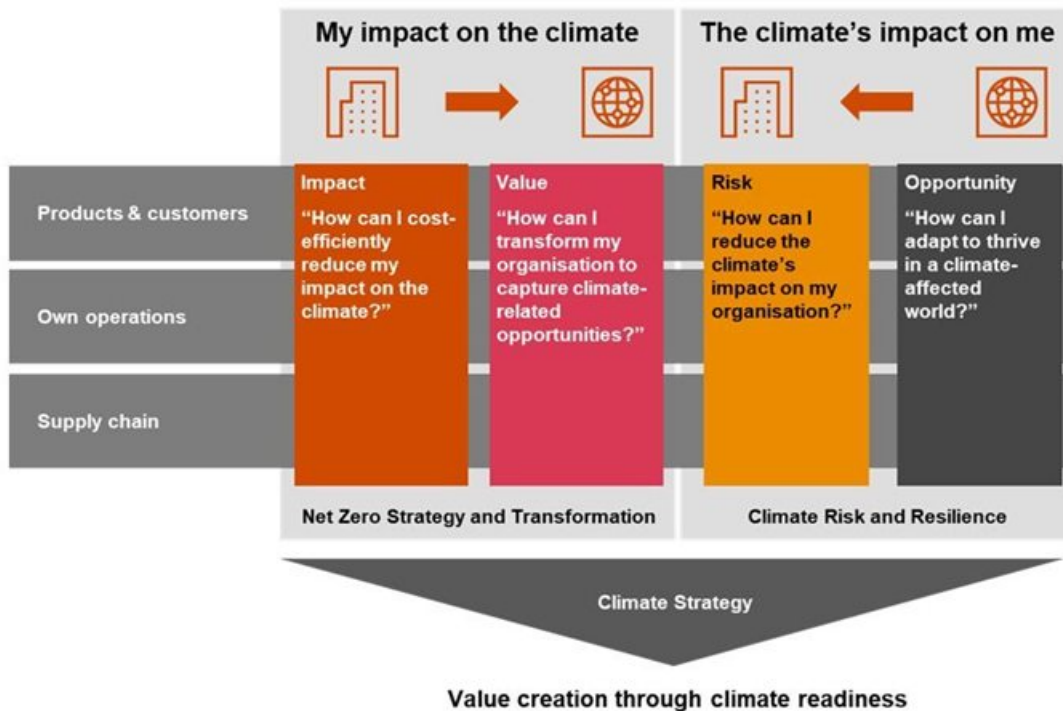 My impact on the climate
The climate's impact on me
Products & customers
Own operations
Supply chain
Impact
“How can I cost-
efficiently
reduce my
impact on the
climate?”
Value
“How can I
transform my
organisation to
capture climate-
related
opportunities?”
Risk
“How can I
reduce the
climate's
impact on my
organisation?”
Opportunity
“How can I
adapt to thrive
in a climate-
affected
world?”
Net Zero Strategy and Transformation
Climate Risk and Resilience
Climate Strategy
Value creation through climate readiness